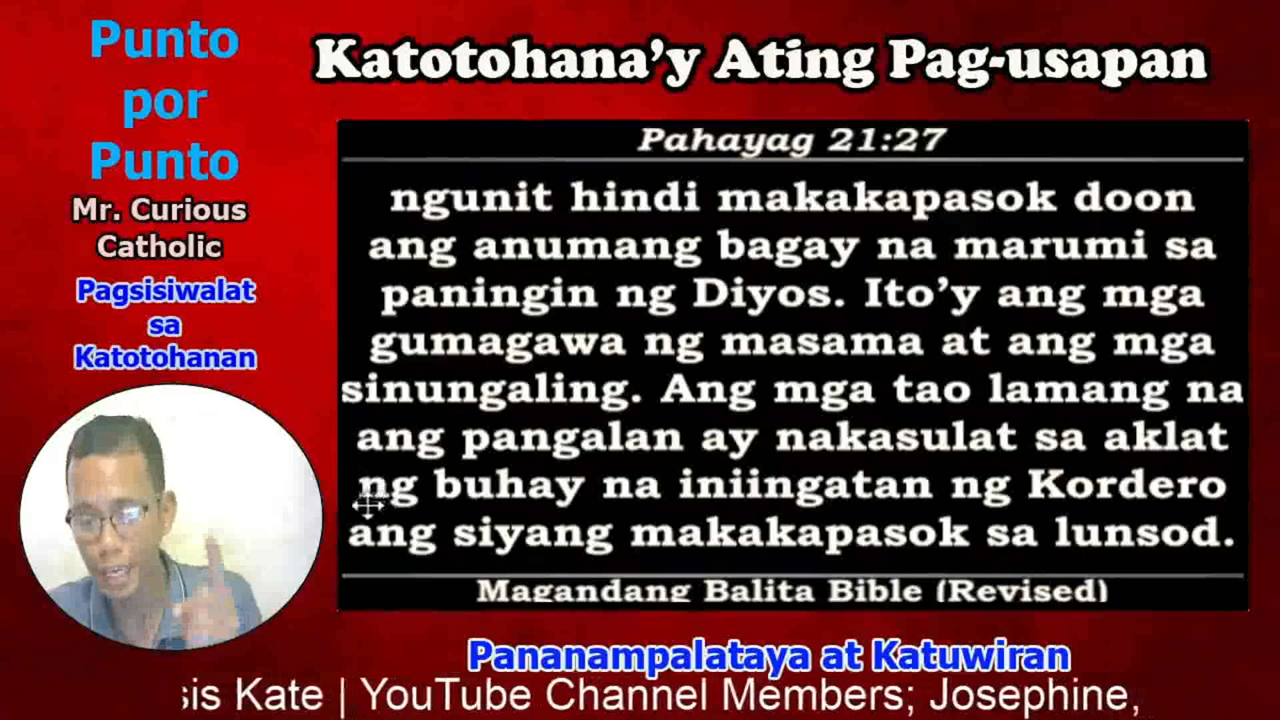 Punto
por
Punto
Mr. Curious
Catholic
Pagsisiwalat
sa
Katotohanan
Katotohana’y Ating Pag-usapan
Pahayag 21:27
ngunit hindi makakapasok doon
ang anumang bagay na marumi sa
paningin ng Diyos. Ito’y ang mga
gumagawa ng masama at ang mga
sinungaling. Ang mga tao lamang na
ang pangalan ay nakasulat sa aklat
ng buhay na iniingatan ng Kordero
ang siyang makakapasok sa lunsod.
Magandang Balita Bible (Revised)
Pananampalataya at Katuwiran
sis Kate | YouTube Channel Members; Josephine,